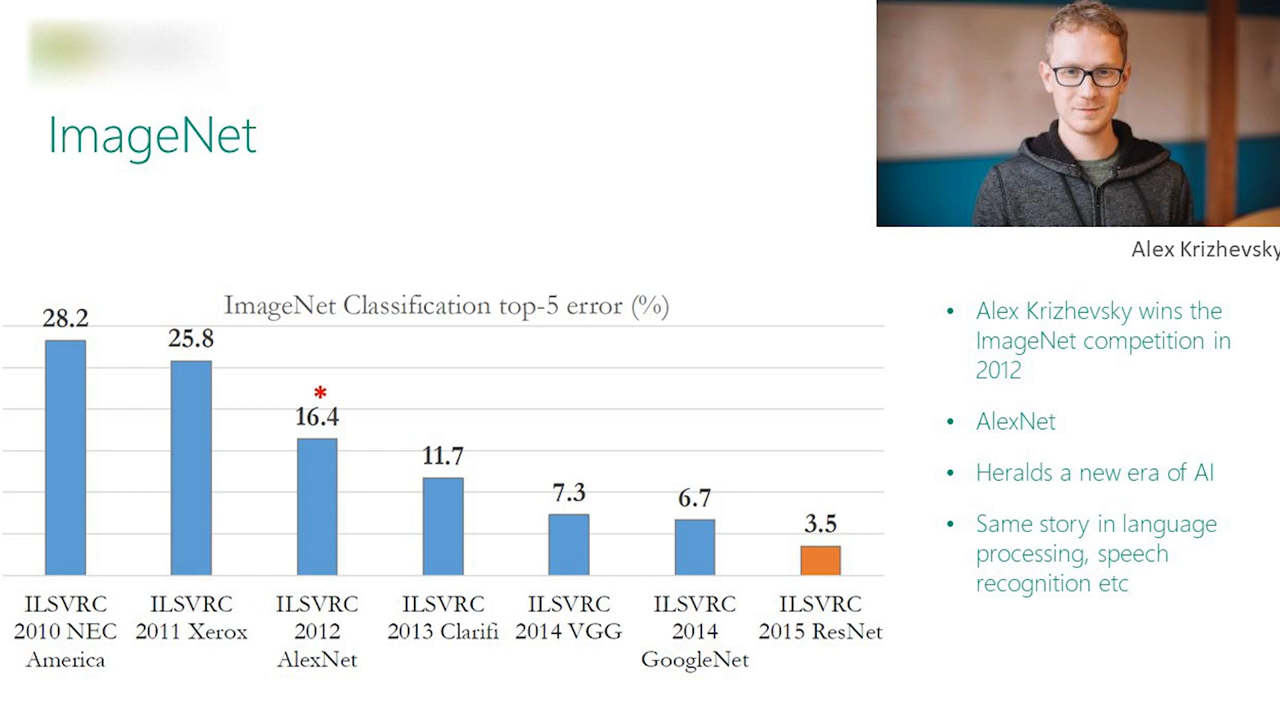 ImageNet
Alex Krizhevsky
ImageNet Classification top-5 error (%)
28.2
25.8
*
16.4
11.7
7.3
6.7
3.5
ILSVRC
2010 NEC
America
ILSVRC
2011 Xerox
ILSVRC
2012
AlexNet
ILSVRC
2013 Clarifi
ILSVRC
2014 VGG
ILSVRC
2014
GoogleNet
ILSVRC
2015 ResNet
• Alex Krizhevsky wins the
ImageNet competition in
2012
• AlexNet
• Heralds a new era of AI
• Same story in language
processing, speech
recognition etc